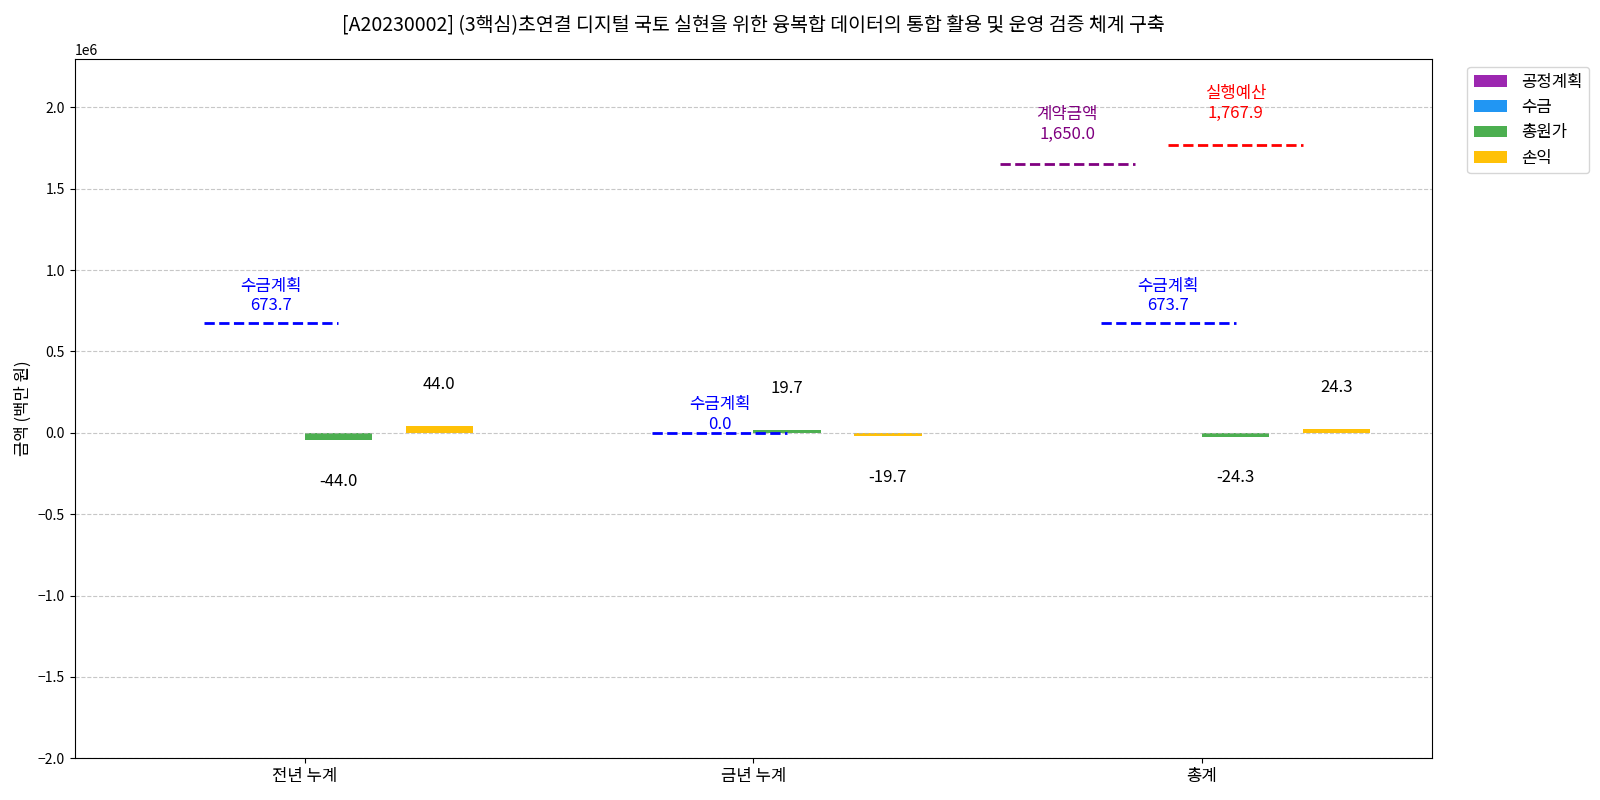 [A20230002] (3핵심)초연결 디지털 국토 실현을 위한 융복합 데이터의 통합 활용 및 운영 검증 체계 구축
1e6
공정계획
수금
총원가
손익
2.0
1.5
1.0
0.5
0.0
−0.5
−1.0
−1.5
−2.0
금액 (백만 원)
계약금액
1,650.0
실행예산
1,767.9
수금계획
673.7
수금계획
673.7
44.0
수금계획
0.0
19.7
24.3
-44.0
-19.7
-24.3
전년 누계
금년 누계
총계